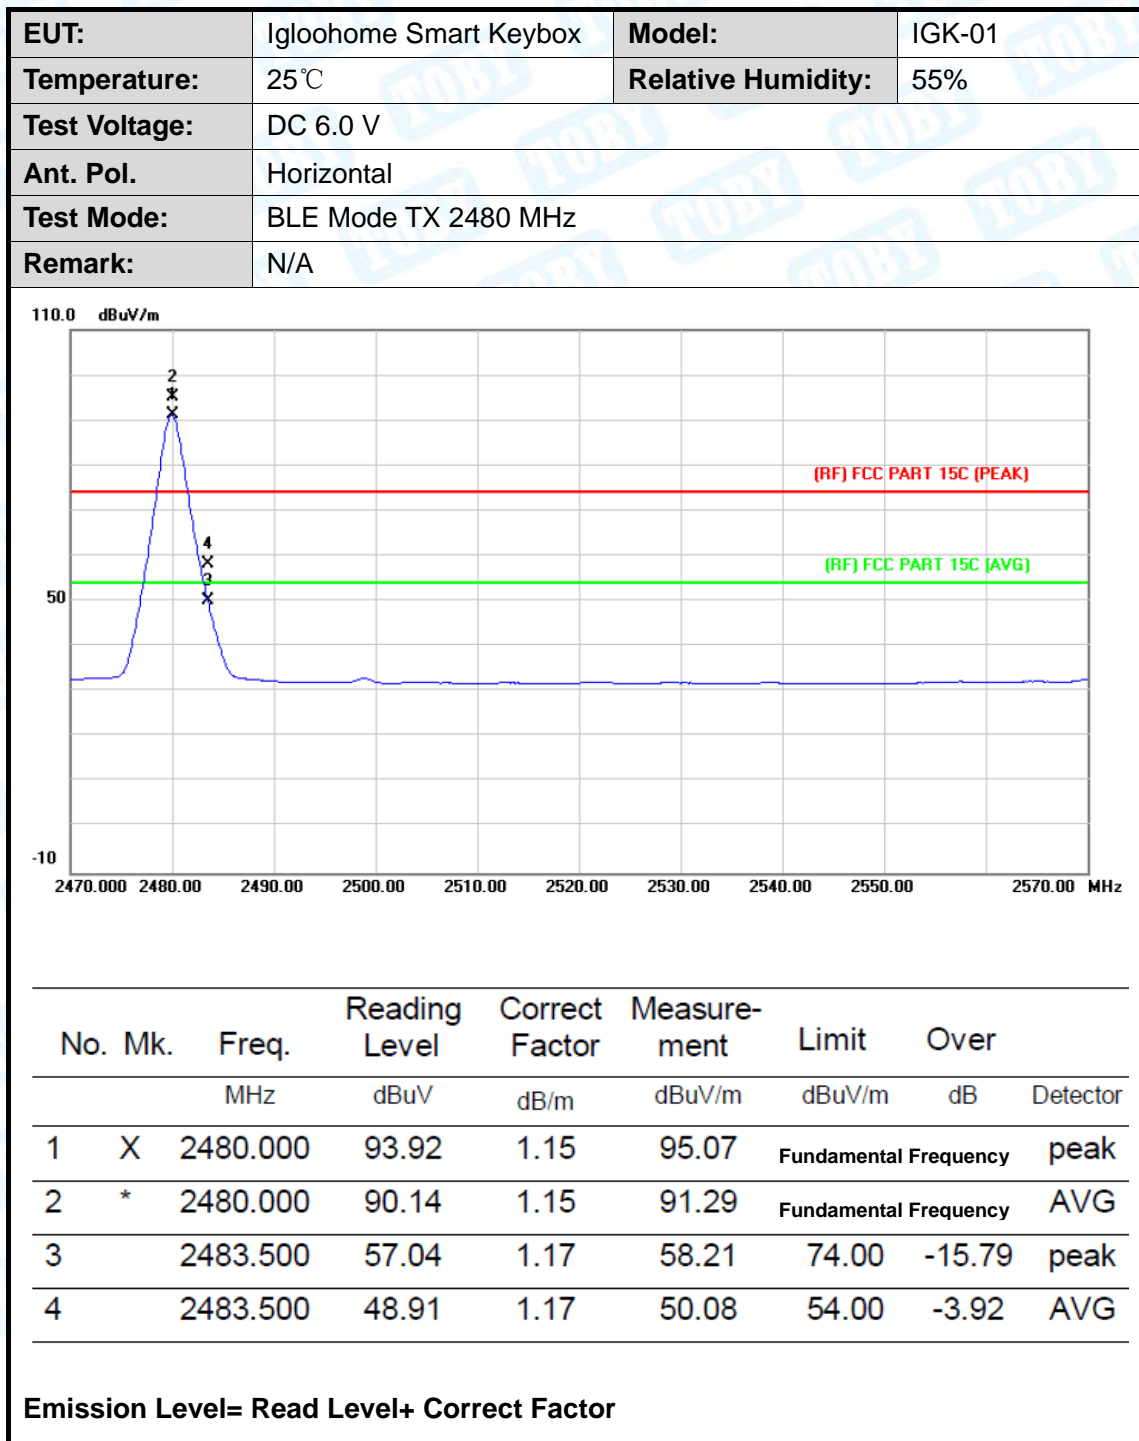 EUT: Igloohome Smart Keybox Model: IGK-01
Temperature: 25℃ Relative Humidity: 55%
Test Voltage: DC 6.0 V
Ant. Pol. Horizontal
Test Mode: BLE Mode TX 2480 MHz
Remark: N/A
TOBY
110.0 dBuV/m
2
1
(RF) FCC PART 15C (PEAK)
4
(RF) FCC PART 15C (AVG)
3
50
-10
2470.000 2480.00 2490.00 2500.00 2510.00 2520.00 2530.00 2540.00 2550.00 2570.00 MHz
No. Mk. Freq. Reading Level Correct Factor Measure-ment Limit Over
MHz dBuV dB/m dBuV/m dBuV/m dB Detector
1 X 2480.000 93.92 1.15 95.07 Fundamental Frequency peak
2 * 2480.000 90.14 1.15 91.29 Fundamental Frequency AVG
3 2483.500 57.04 1.17 58.21 74.00 -15.79 peak
4 2483.500 48.91 1.17 50.08 54.00 -3.92 AVG
Emission Level= Read Level+ Correct Factor